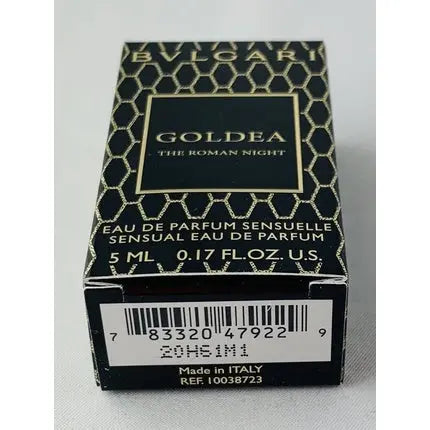 BVLGARI
GOLDEA
THE ROMAN NIGHT
EAU DE PARFUM SENSUELLE
SENSUAL EAU DE PARFUM
5 ML 0.17 FL.OZ. U.S.
7 83320 47922 9
20H61M1
Made in ITALY
REF. 10038723